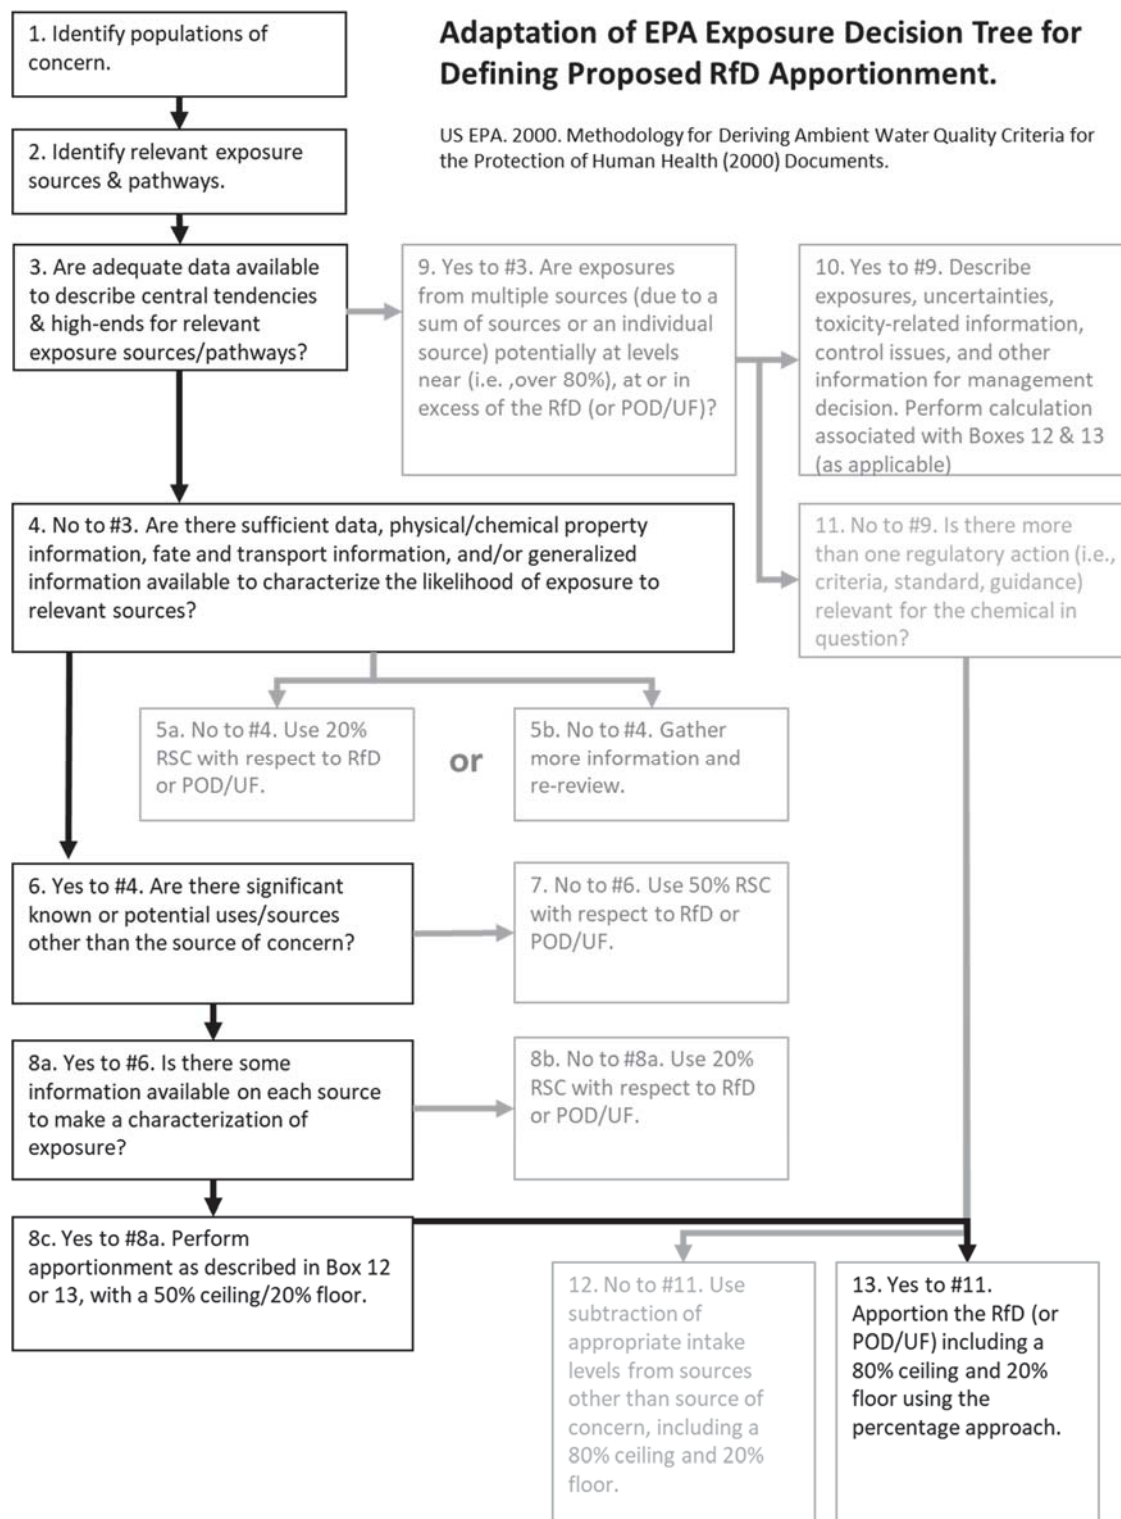 Adaptation of EPA Exposure Decision Tree for
Defining Proposed RfD Apportionment.
US EPA. 2000. Methodology for Deriving Ambient Water Quality Criteria for
the Protection of Human Health (2000) Documents.
1. Identify populations of
concern.
2. Identify relevant exposure
sources & pathways.
3. Are adequate data available
to describe central tendencies
& high-ends for relevant
exposure sources/pathways?
9. Yes to #3. Are exposures
from multiple sources (due to a
sum of sources or an individual
source) potentially at levels
near (i.e. ,over 80%), at or in
excess of the RfD (or POD/UF)?
10. Yes to #9. Describe
exposures, uncertainties,
toxicity-related information,
control issues, and other
information for management
decision. Perform calculation
associated with Boxes 12 & 13
(as applicable)
4. No to #3. Are there sufficient data, physical/chemical property
information, fate and transport information, and/or generalized
information available to characterize the likelihood of exposure to
relevant sources?
11. No to #9. Is there more
than one regulatory action (i.e.,
criteria, standard, guidance)
relevant for the chemical in
question?
5a. No to #4. Use 20%
RSC with respect to RfD
or POD/UF.
or
5b. No to #4. Gather
more information and
re-review.
6. Yes to #4. Are there significant
known or potential uses/sources
other than the source of concern?
7. No to #6. Use 50% RSC
with respect to RfD or
POD/UF.
8a. Yes to #6. Is there some
information available on each source
to make a characterization of
exposure?
8b. No to #8a. Use 20%
RSC with respect to RfD
or POD/UF.
8c. Yes to #8a. Perform
apportionment as described in Box 12
or 13, with a 50% ceiling/20% floor.
12. No to #11. Use
subtraction of
appropriate intake
levels from sources
other than source of
concern, including a
80% ceiling and 20%
floor.
13. Yes to #11.
Apportion the RfD (or
POD/UF) including a
80% ceiling and 20%
floor using the
percentage approach.